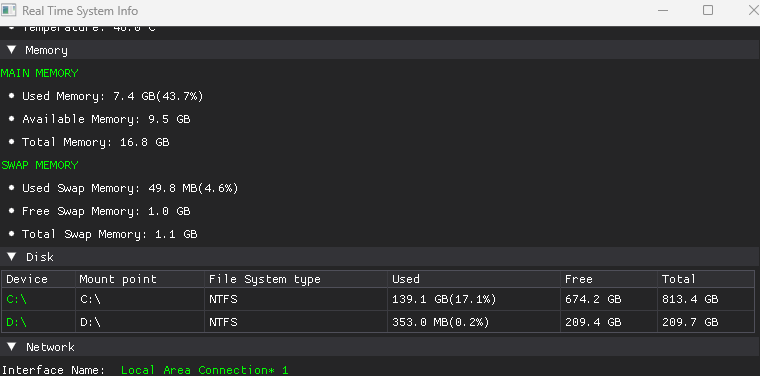 Real Time System Info
Temperature: 40.0°C
Memory
MAIN MEMORY
Used Memory: 7.4 GB(43.7%)
Available Memory: 9.5 GB
Total Memory: 16.8 GB
SWAP MEMORY
Used Swap Memory: 49.8 MB(4.6%)
Free Swap Memory: 1.0 GB
Total Swap Memory: 1.1 GB
Disk
Device Mount point File System type Used Free Total
C:\ C:\ NTFS 139.1 GB(17.1%) 674.2 GB 813.4 GB
D:\ D:\ NTFS 353.0 MB(0.2%) 209.4 GB 209.7 GB
Network
Interface Name: Local Area Connection* 1